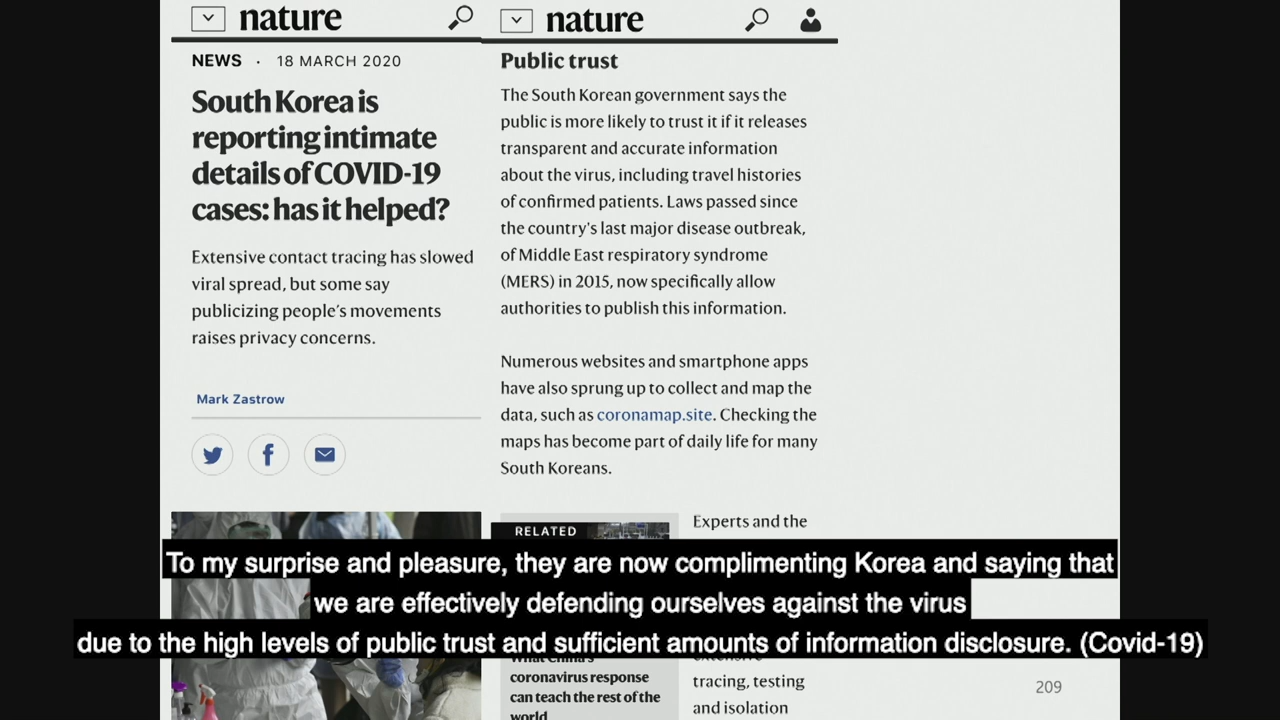 nature
NEWS · 18 MARCH 2020
South Korea is
reporting intimate
details of COVID-19
cases: has it helped?
Extensive contact tracing has slowed
viral spread, but some say
publicizing people's movements
raises privacy concerns.
Mark Zastrow
nature
Public trust
The South Korean government says the
public is more likely to trust it if it releases
transparent and accurate information
about the virus, including travel histories
of confirmed patients. Laws passed since
the country's last major disease outbreak,
of Middle East respiratory syndrome
(MERS) in 2015, now specifically allow
authorities to publish this information.
Numerous websites and smartphone apps
have also sprung up to collect and map the
data, such as coronamap.site. Checking the
maps has become part of daily life for many
South Koreans.
RELATED
What China's
coronavirus response
can teach the rest of the
world
Experts and the
tracing, testing
and isolation
To my surprise and pleasure, they are now complimenting Korea and saying that
we are effectively defending ourselves against the virus
due to the high levels of public trust and sufficient amounts of information disclosure. (Covid-19)
209